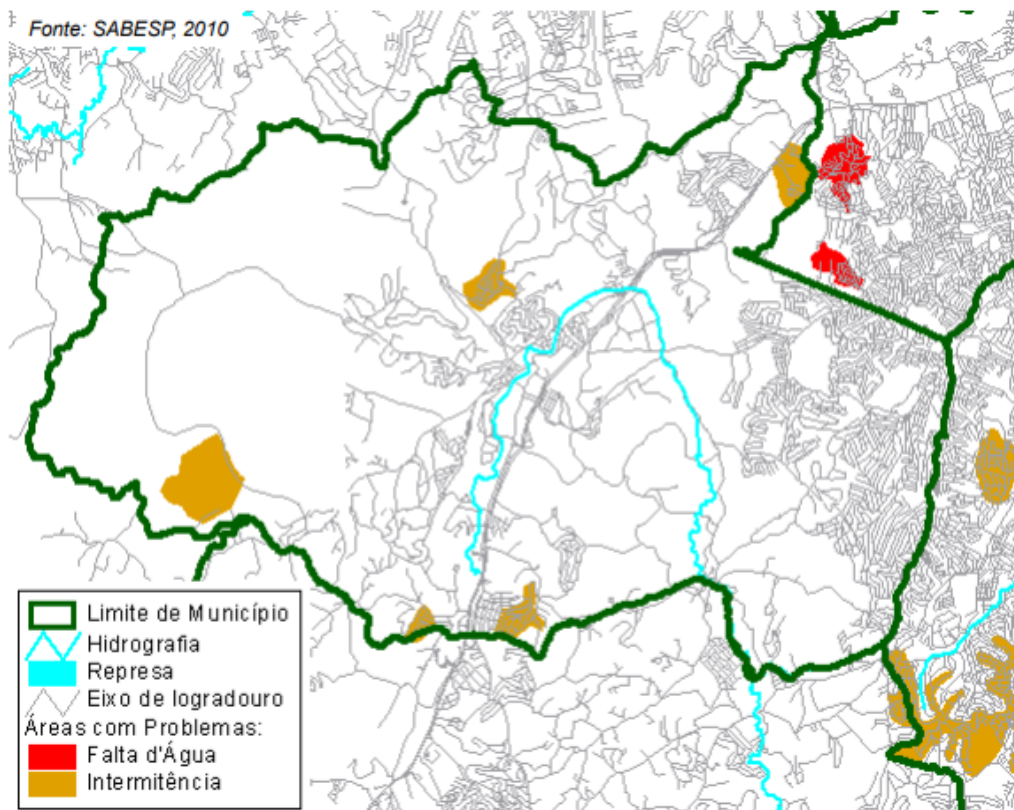 Fonte: SABESP, 2010
Limite de Município
Hidrografia
Represa
Eixo de logradouro
Áreas com Problemas:
Falta d'Água
Intermitência